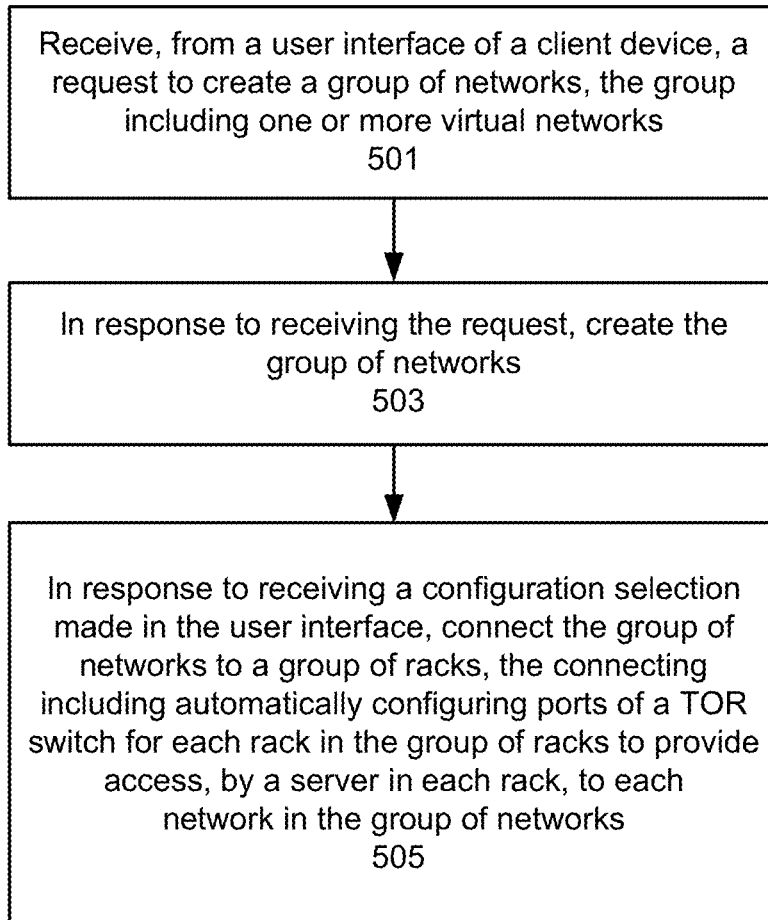 Receive, from a user interface of a client device, a
request to create a group of networks, the group
including one or more virtual networks
501
In response to receiving the request, create the
group of networks
503
In response to receiving a configuration selection
made in the user interface, connect the group of
networks to a group of racks, the connecting
including automatically configuring ports of a TOR
switch for each rack in the group of racks to provide
access, by a server in each rack, to each
network in the group of networks
505